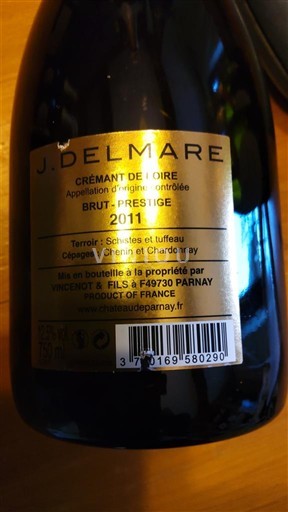 J. DELMARE
CRÉMANT DE LOIRE
Appellation d'origine contrôlée
BRUT - PRESTIGE
2011
Terroir : Schistes et tuffeau
Cépages : Chenin et Chardonnay
Mis en bouteille à la propriété par
VINCENOT & FILS à F49730 PARNAY
PRODUCT OF FRANCE
www.chateaudeparnay.fr